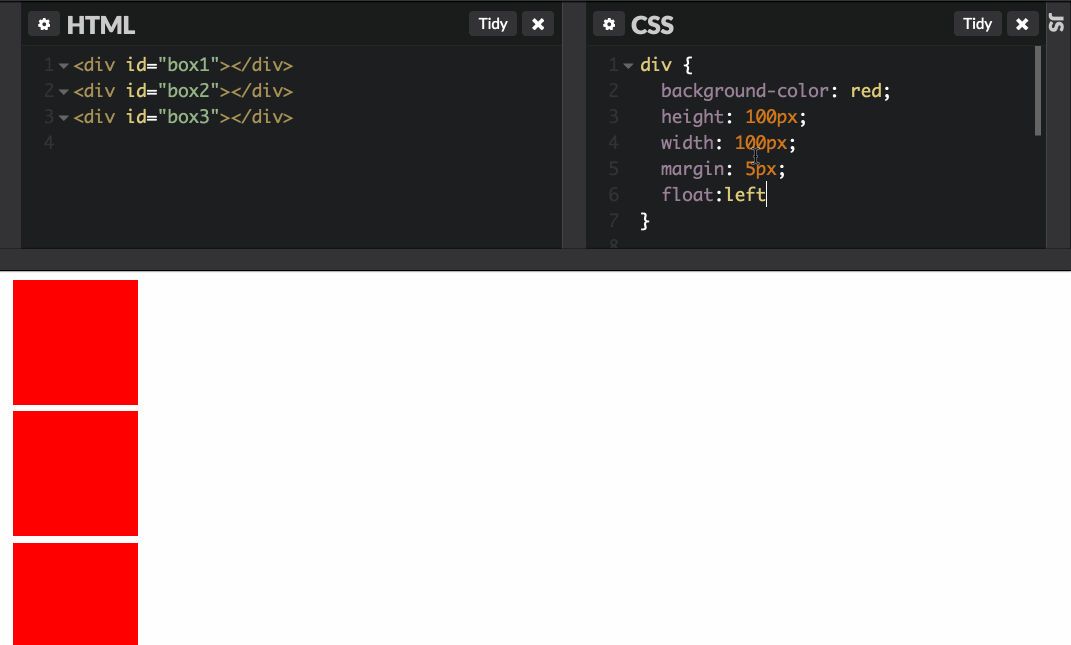 HTML
Tidy
1 <div id="box1"></div>
2 <div id="box2"></div>
3 <div id="box3"></div>
4
CSS
Tidy
1 div {
2 background-color: red;
3 height: 100px;
4 width: 100px;
5 margin: 5px;
6 float:left
7 }
8
JS